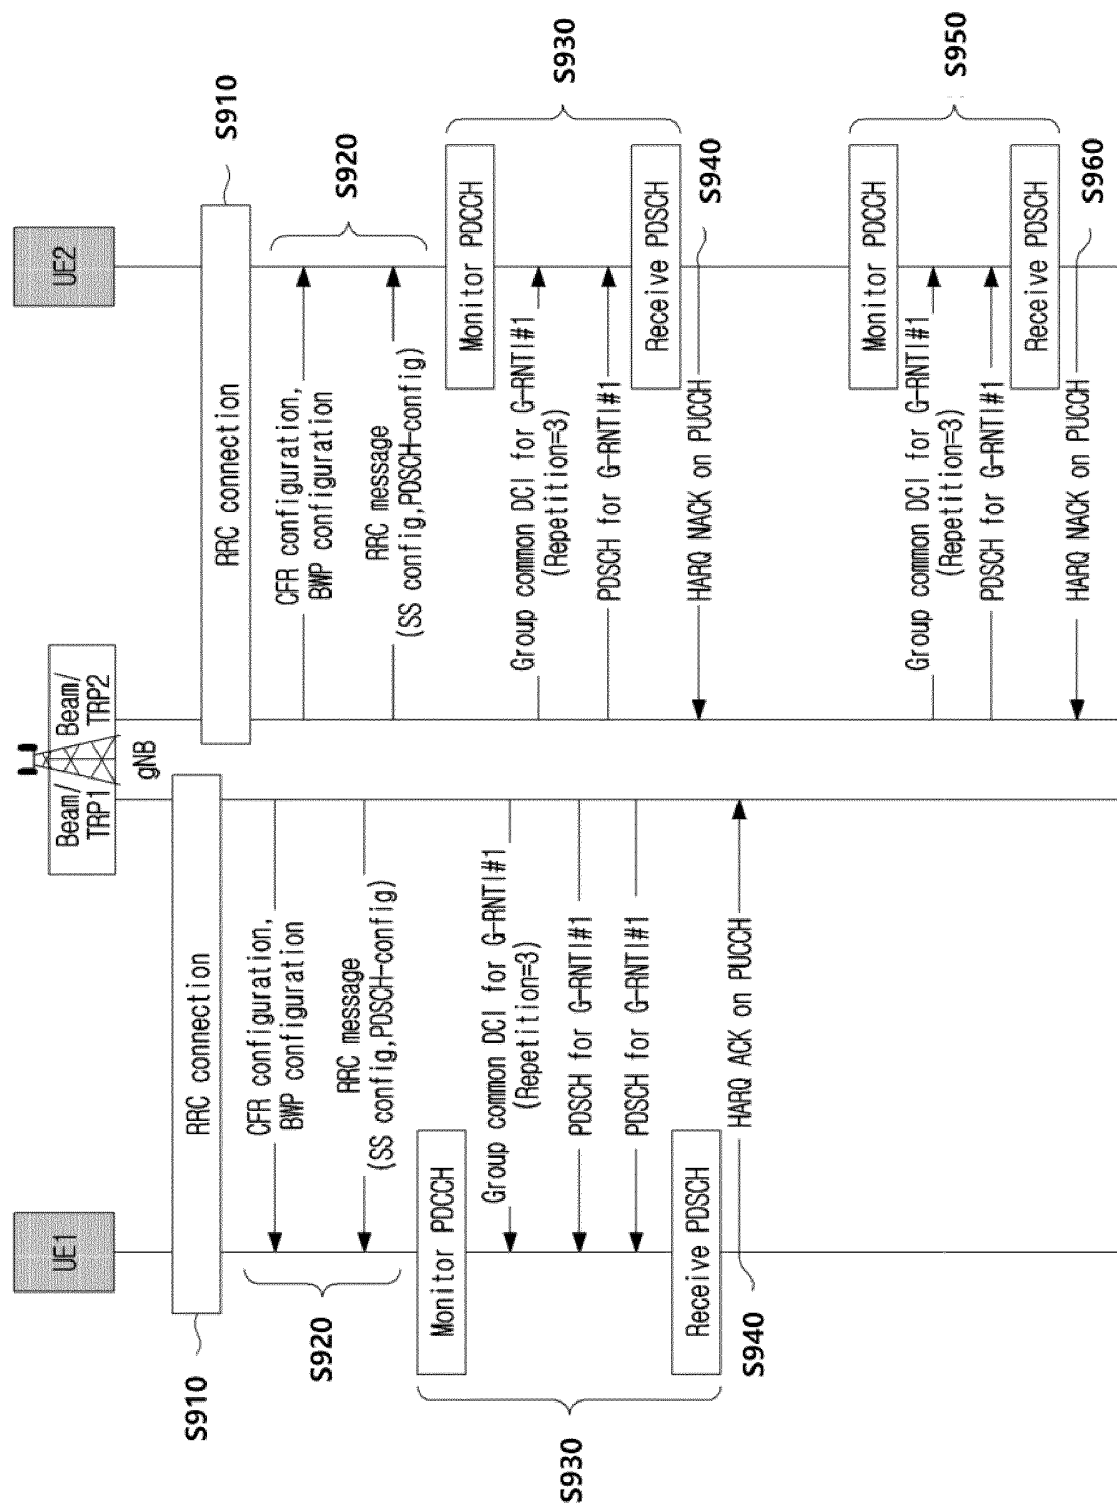 UE1
Beam/
TRP1
Beam/
TRP2
gNB
UE2
S910
RRC connection
RRC connection
S910
S920
CFR configuration,
BWP configuration
RRC message
(SS config,PDSCH-config)
CFR configuration,
BWP configuration
RRC message
(SS config,PDSCH-config)
S920
S930
Monitor PDCCH
Group common DCI for G-RNTI#1
(Repetition=3)
PDSCH for G-RNTI#1
PDSCH for G-RNTI#1
Receive PDSCH
Monitor PDCCH
Group common DCI for G-RNTI#1
(Repetition=3)
PDSCH for G-RNTI#1
Receive PDSCH
S930
S940
HARQ ACK on PUCCH
HARQ NACK on PUCCH
S940
Monitor PDCCH
Group common DCI for G-RNTI#1
(Repetition=3)
PDSCH for G-RNTI#1
Receive PDSCH
S950
HARQ NACK on PUCCH
S960